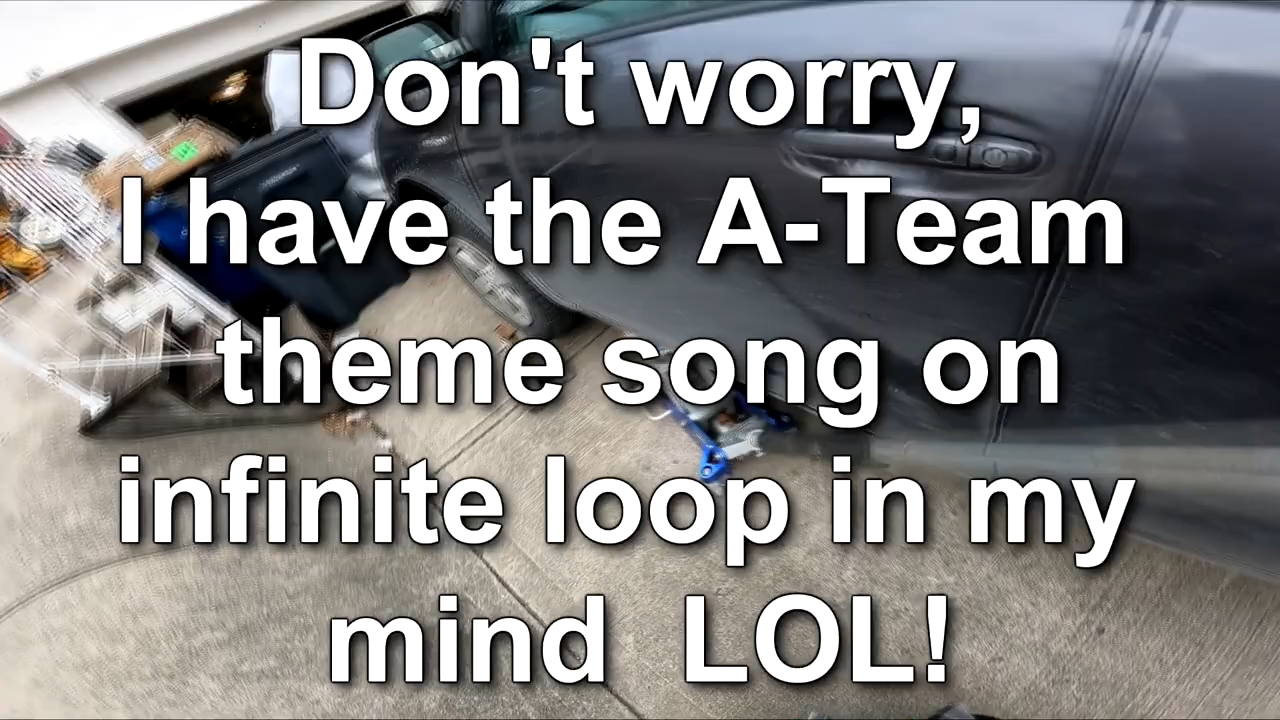 Don't worry,
I have the A-Team
theme song on
infinite loop in my
mind  LOL!